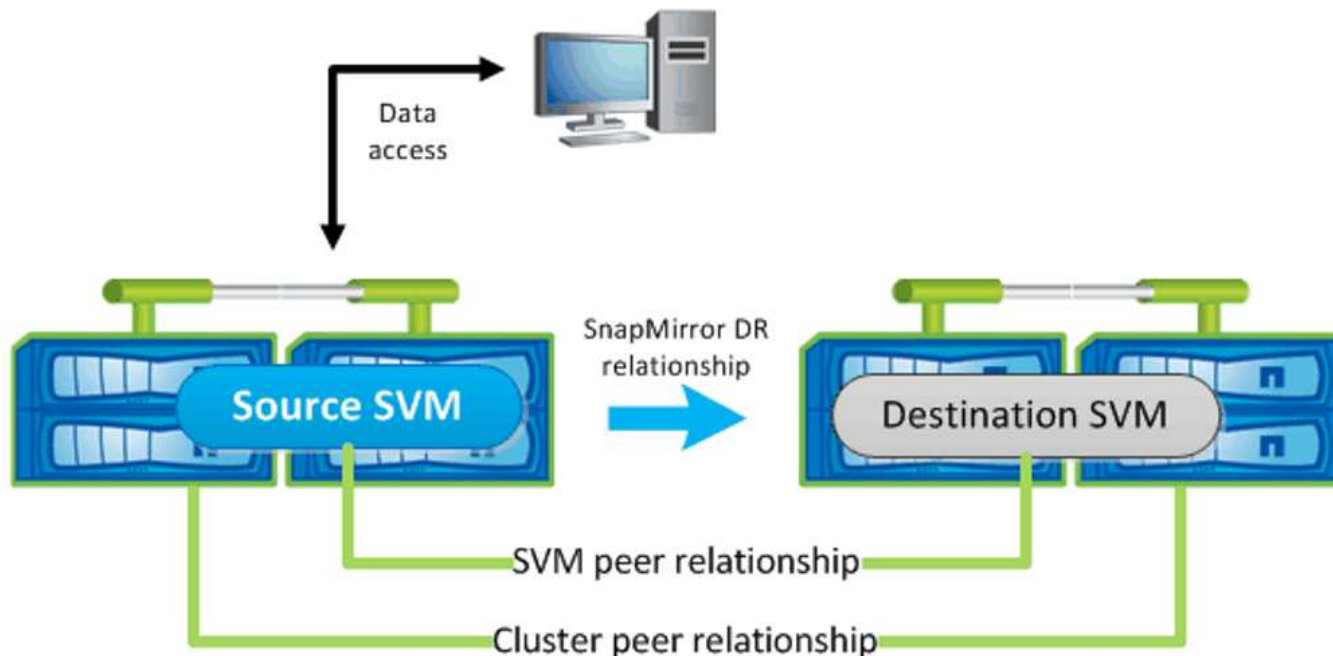 Data
access
SnapMirror DR
relationship
Source SVM
Destination SVM
SVM peer relationship
Cluster peer relationship